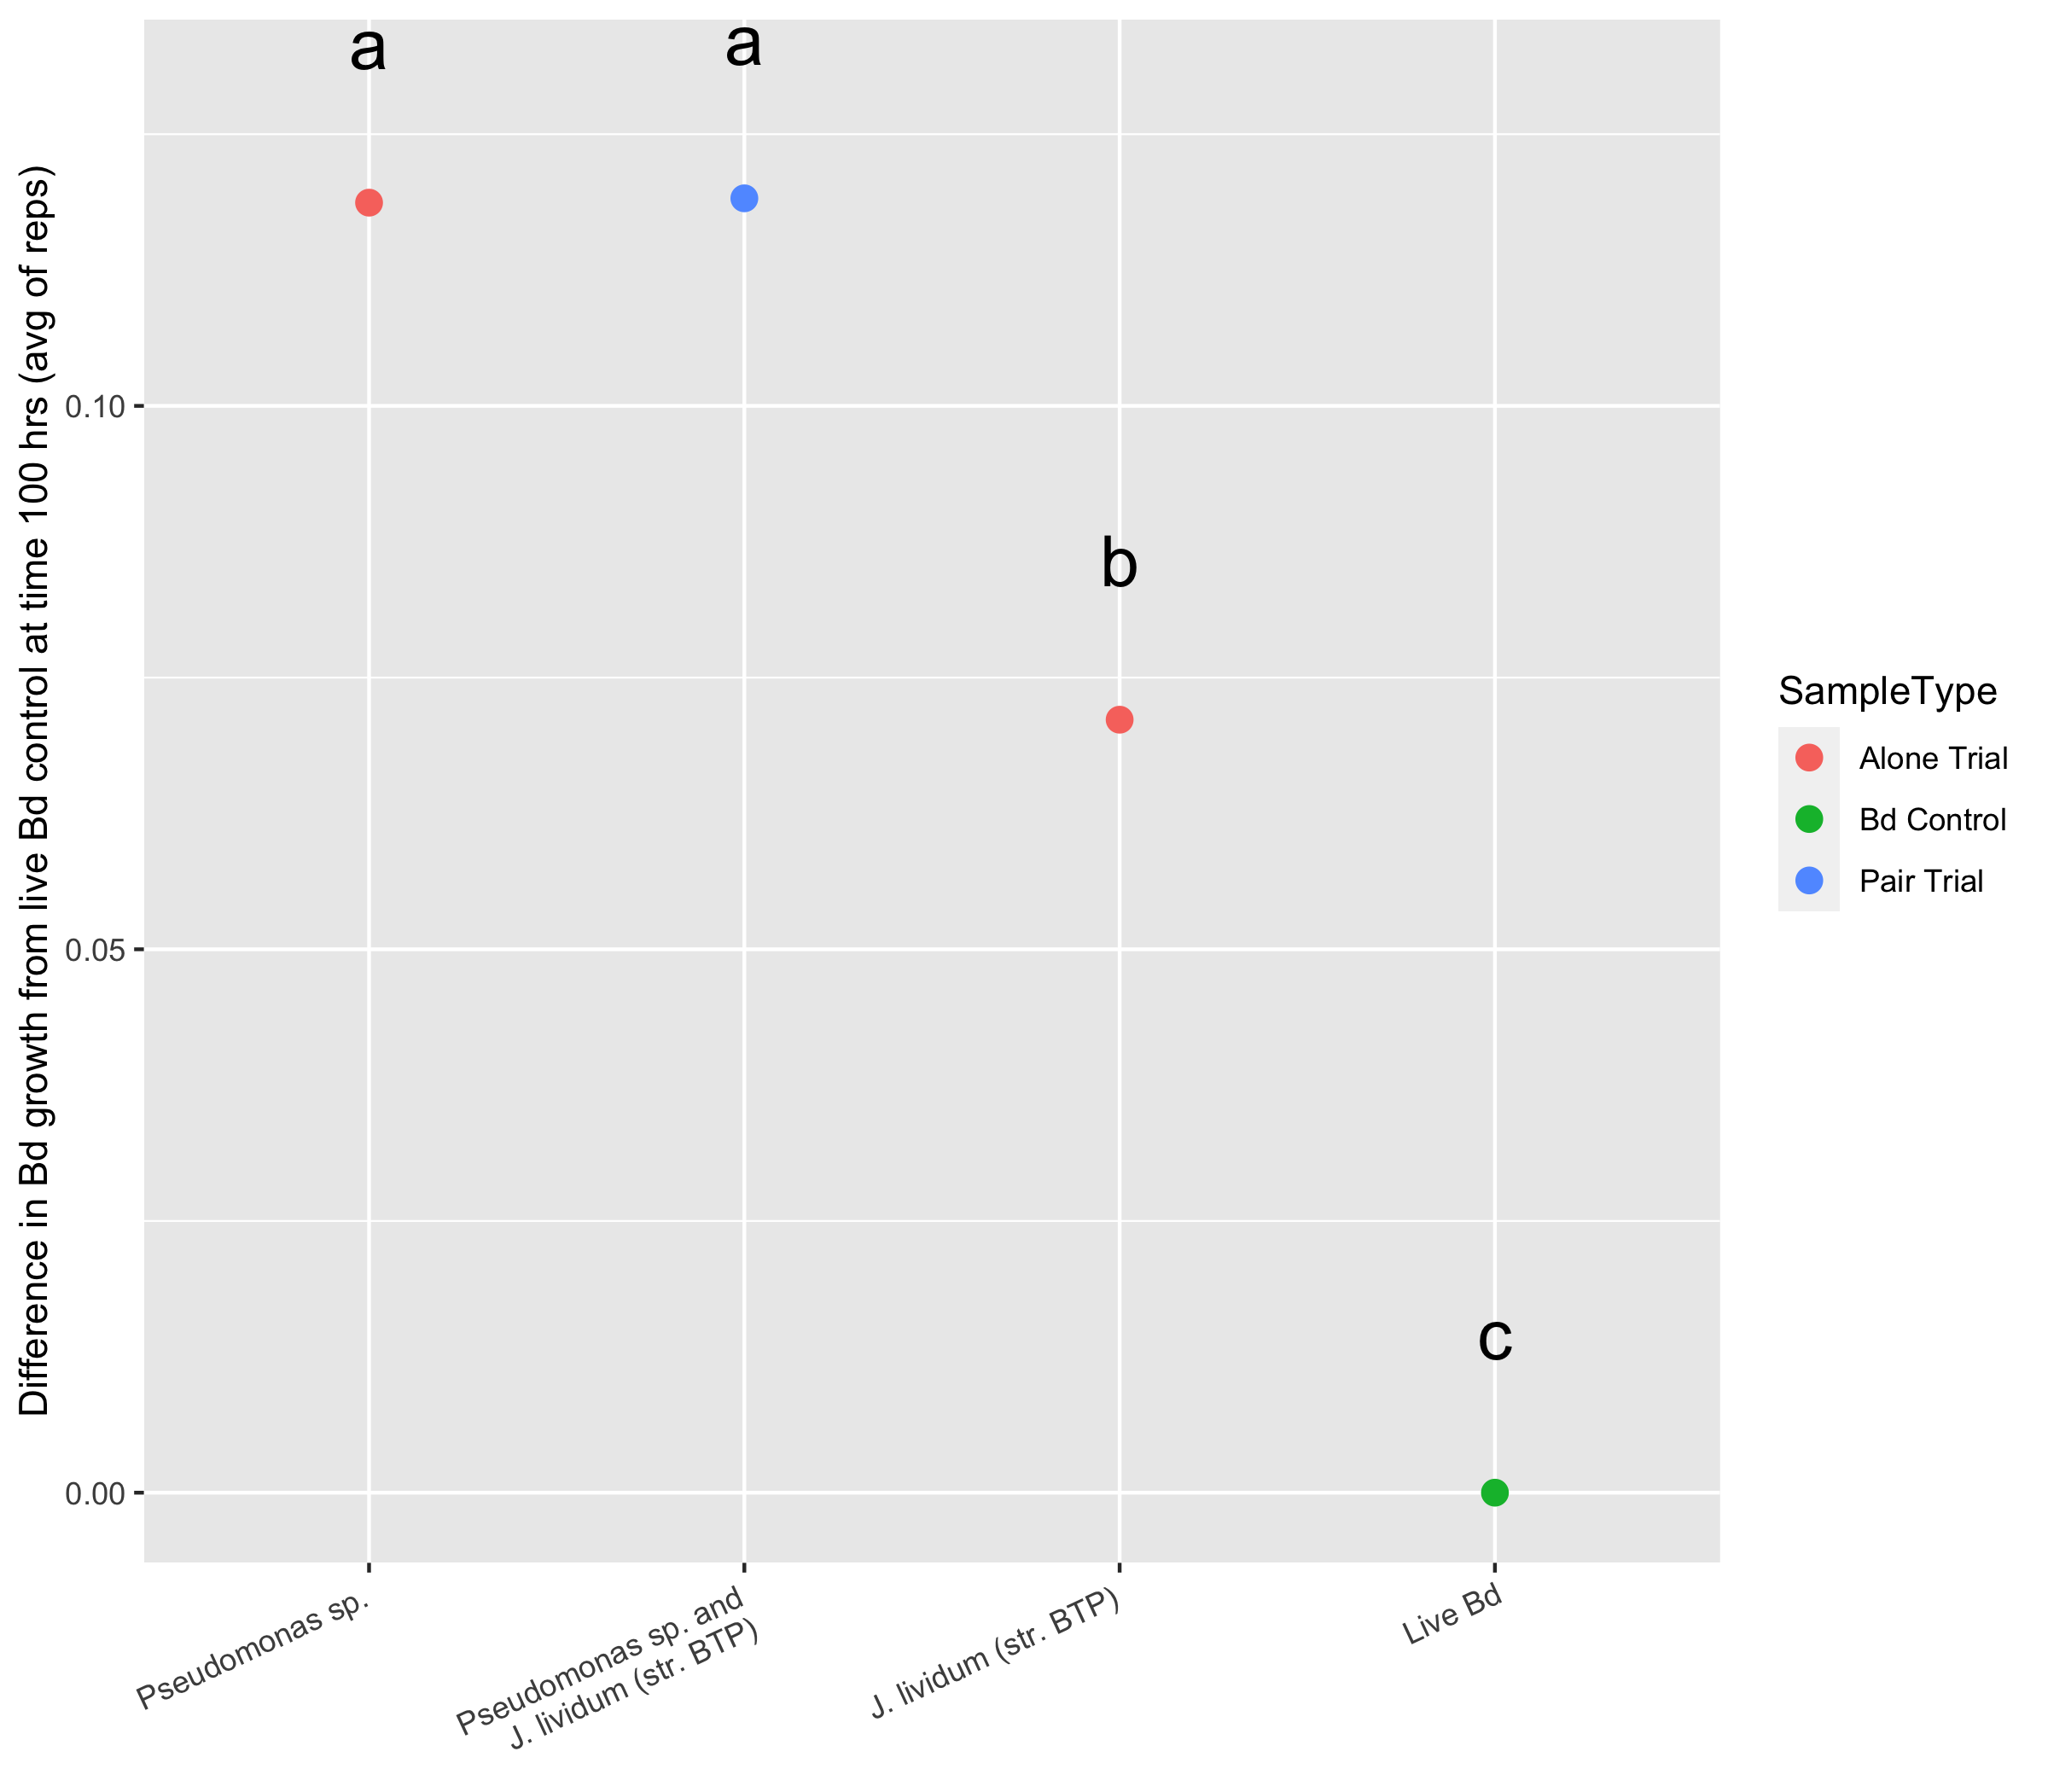 Difference in Bd growth from live Bd control at time 100 hrs (avg of reps)
a
a
b
c
0.10
0.05
0.00
Pseudomonas sp.
Pseudomonas sp. and
J. lividum (str. BTP)
J. lividum (str. BTP)
Live Bd
SampleType
Alone Trial
Bd Control
Pair Trial